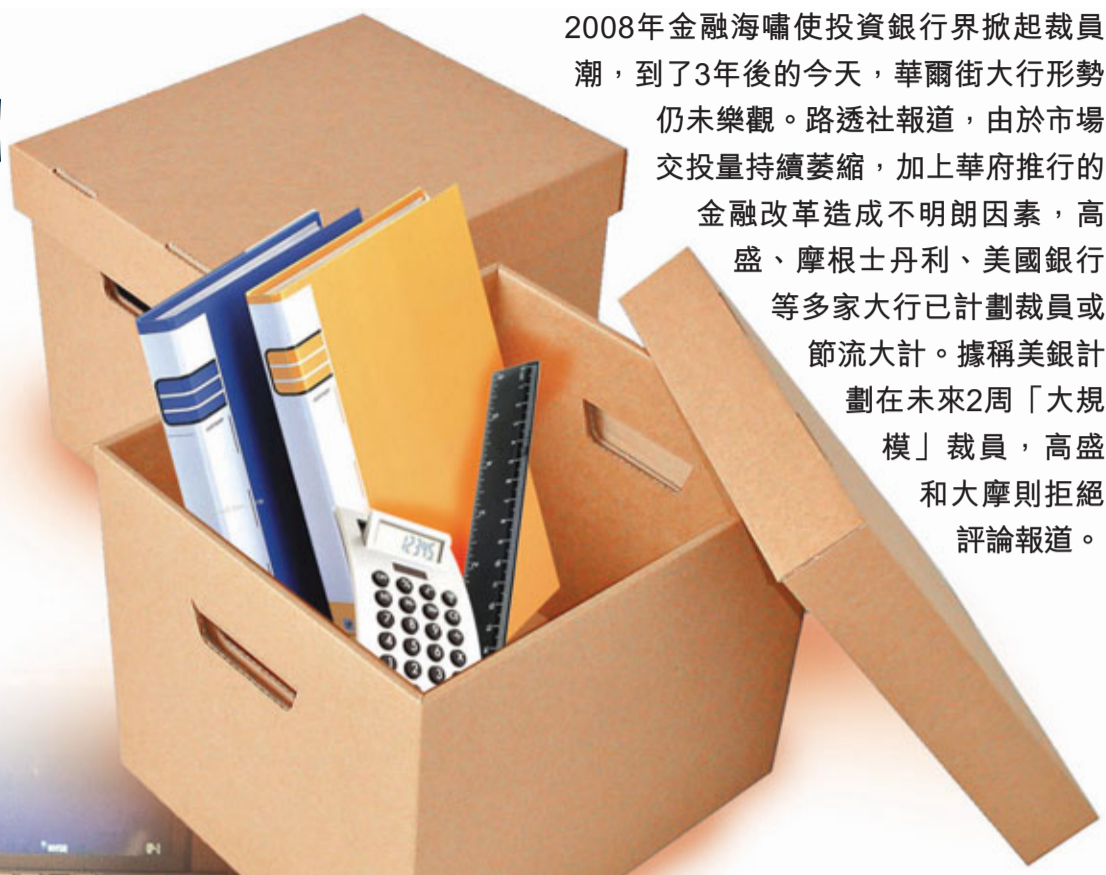 2008年金融海嘯使投資銀行界掀起裁員
潮，到了3年後的今天，華爾街大行形勢
仍未樂觀。路透社報道，由於市場
交投量持續萎縮，加上華府推行的
金融改革造成不明朗因素，高
盛、摩根士丹利、美國銀行
等多家大行已計劃裁員或
節流大計。據稱美銀計
劃在未來2周「大規
模」裁員，高盛
和大摩則拒絕
評論報道。
12345